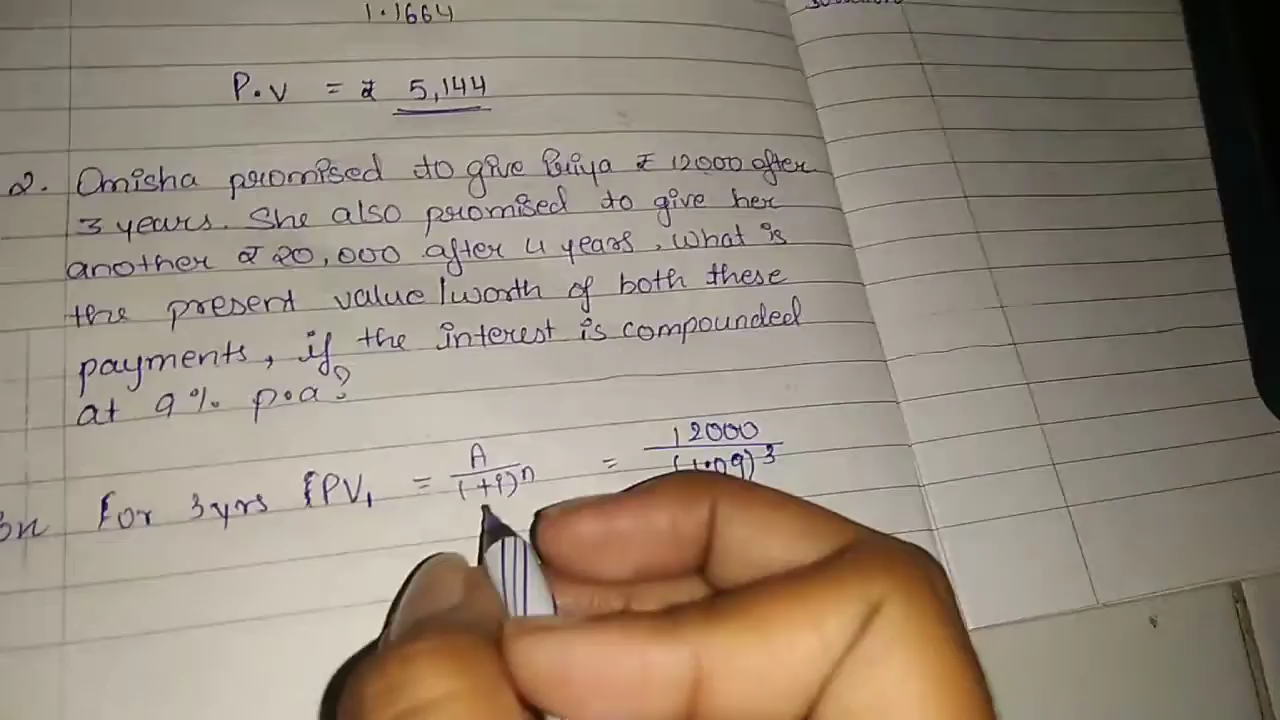 1.1664
P.V = ₹ 5,144
2. Omisha promised to give Priya ₹ 12000 after
3 years. She also promised to give her
another ₹ 20,000 after 4 years, What is
the present value/worth of both these
payments, if the interest is compounded
at 9% p.a?
For 3yrs PV₁ = A/(1+i)ⁿ = 12000/(1.09)³